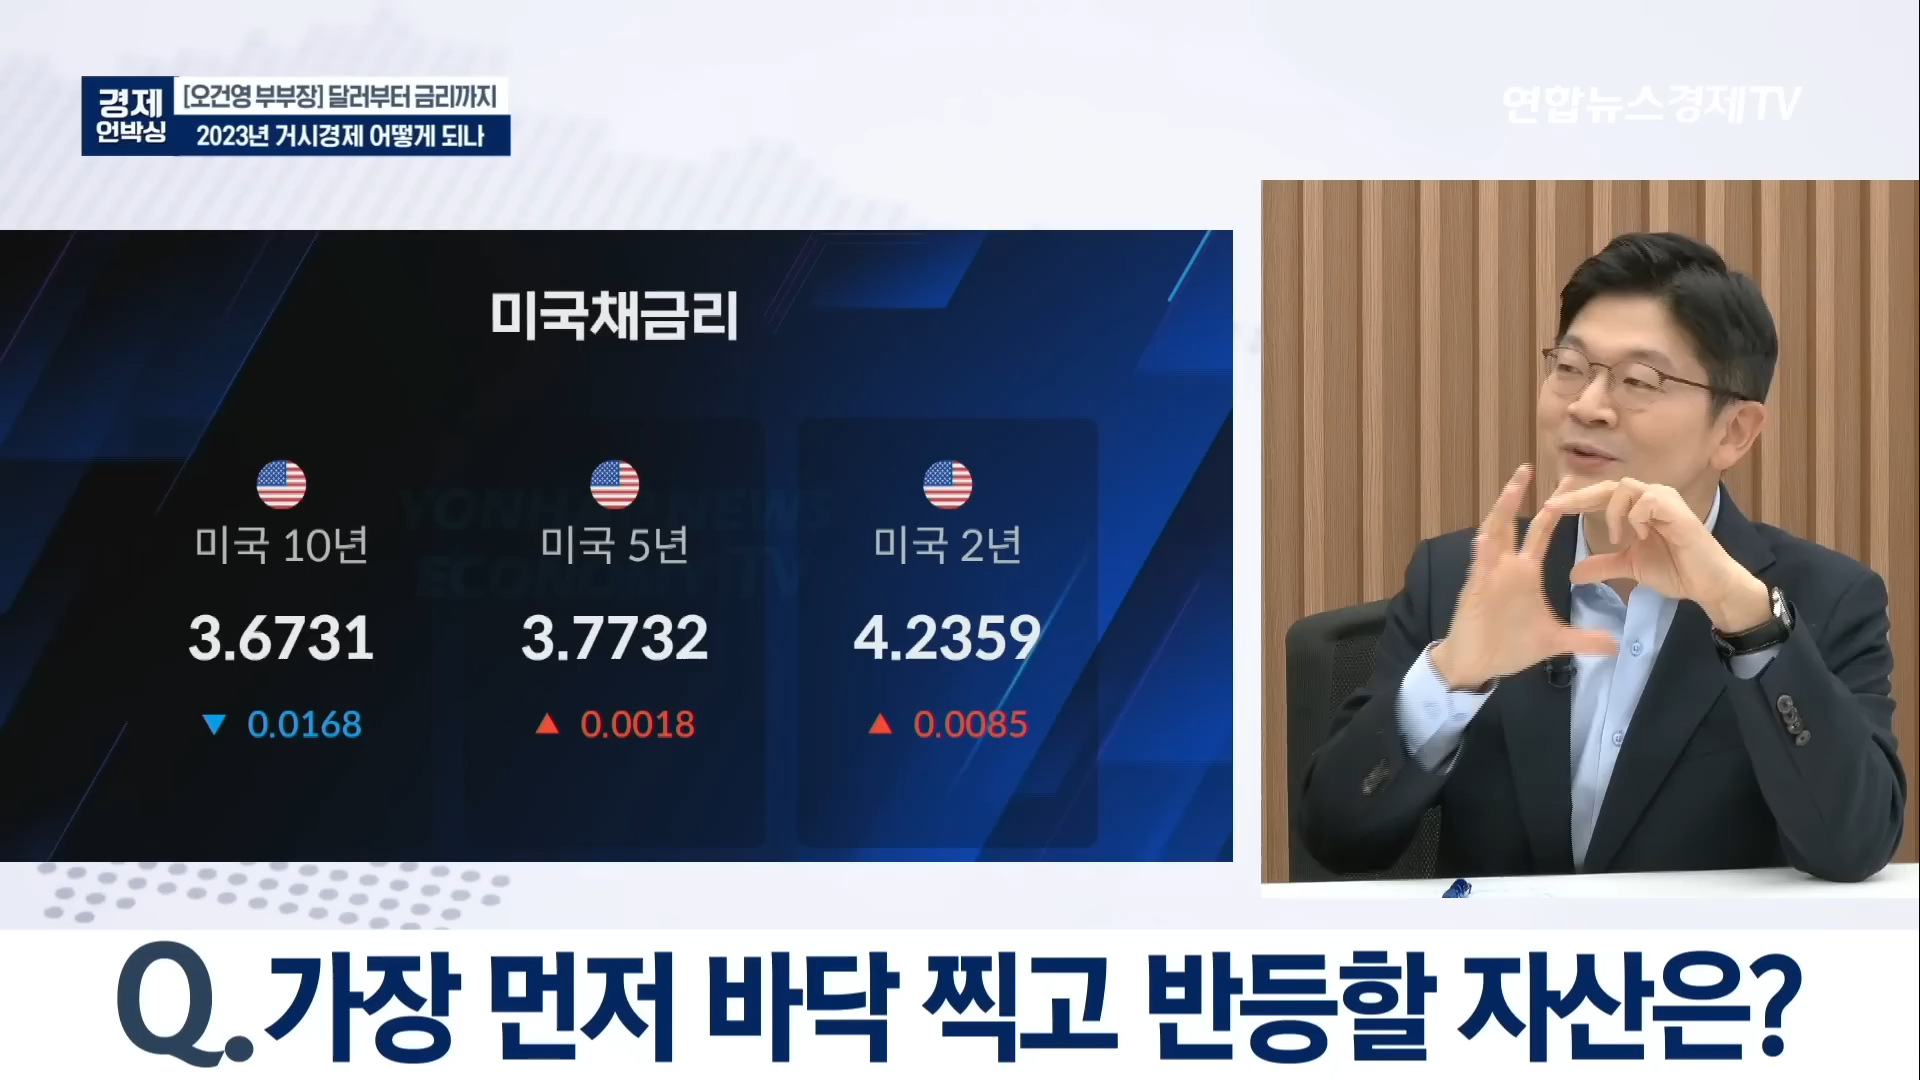 경제
언박싱
[오건영 부부장] 달러부터 금리까지
2023년 거시경제 어떻게 되나
연합뉴스경제TV
미국채금리
YONHAP NEWS
ECONOMY TV
미국 10년
미국 5년
미국 2년
3.6731
3.7732
4.2359
▼ 0.0168
▲ 0.0018
▲ 0.0085
Q.가장 먼저 바닥 찍고 반등할 자산은?